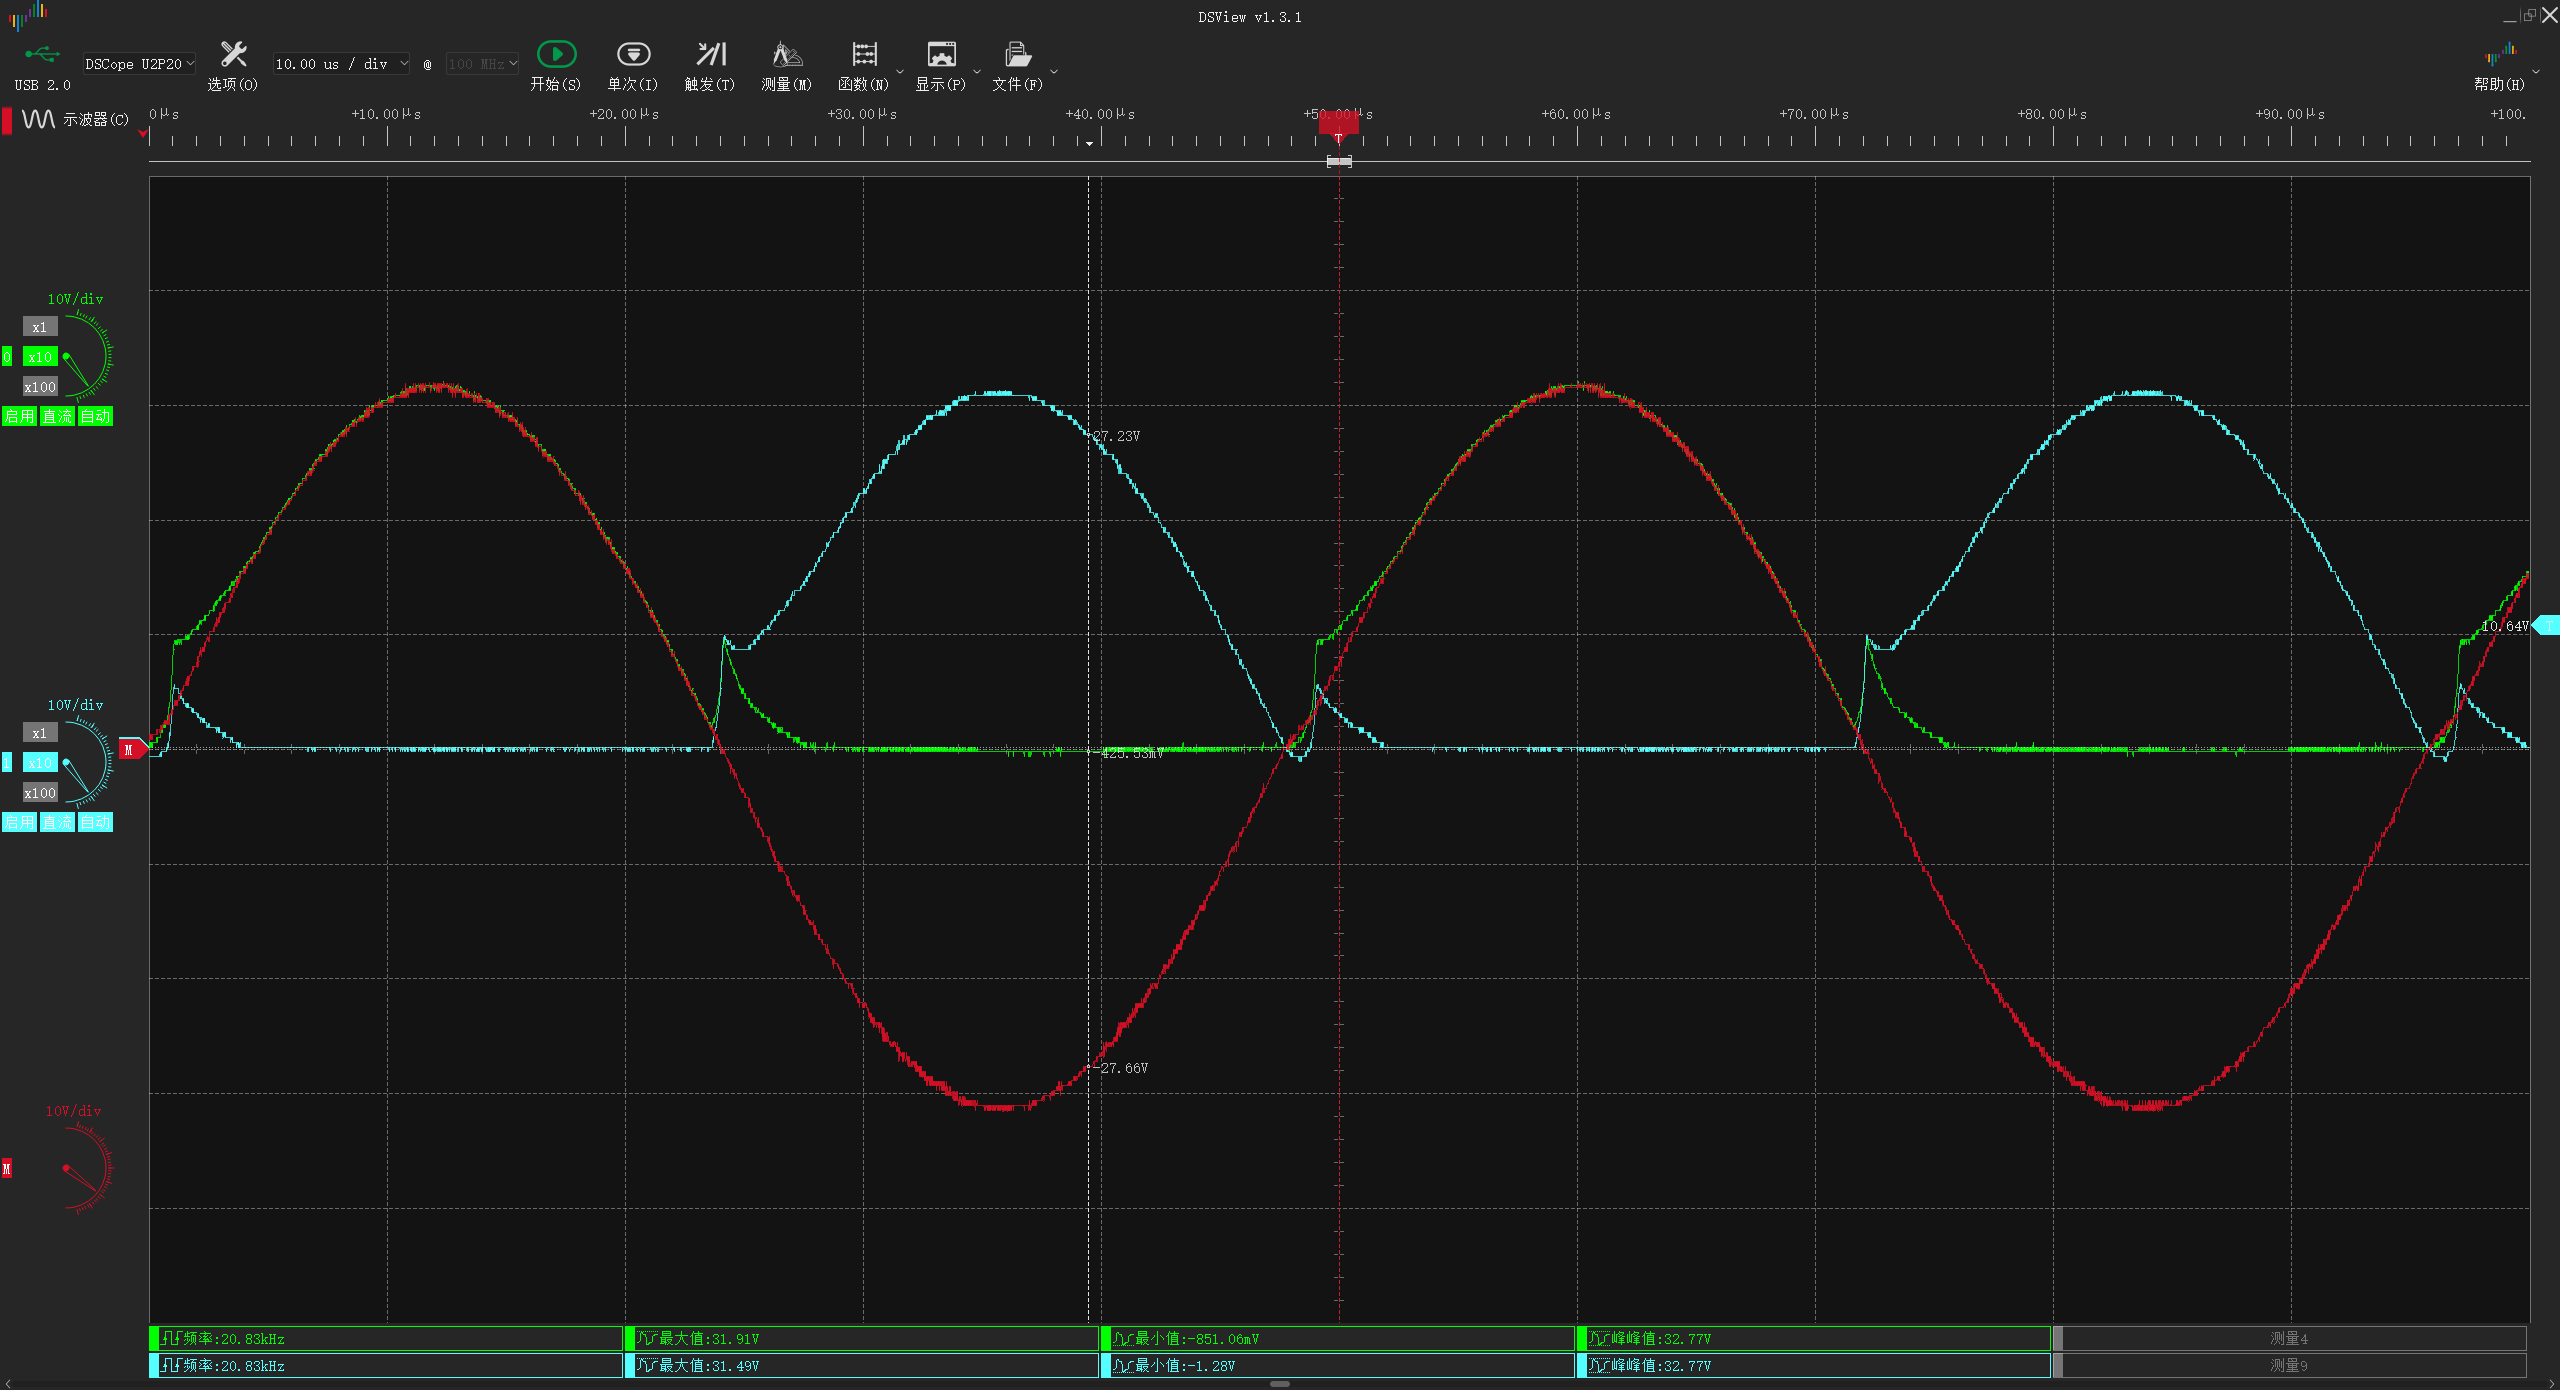 DSView v1.3.1
USB 2.0
DSCope U2P20
选项(O)
10.00 us / div
@
100 MHz
开始(S)
单次(I)
触发(T)
测量(M)
函数(N)
显示(P)
文件(F)
帮助(H)
示波器(C)
0μs
+10.00μs
+20.00μs
+30.00μs
+40.00μs
+50.00μs
+60.00μs
+70.00μs
+80.00μs
+90.00μs
+100.
T
10V/div
x1
0
x10
x100
启用 直流 自动
27.23V
10.64V
T
10V/div
x1
M
-425.53mV
1
x10
x100
启用 直流 自动
-27.66V
10V/div
M
频率:20.83kHz
最大值:31.91V
最小值:-851.06mV
峰峰值:32.77V
测量4
频率:20.83kHz
最大值:31.49V
最小值:-1.28V
峰峰值:32.77V
测量9